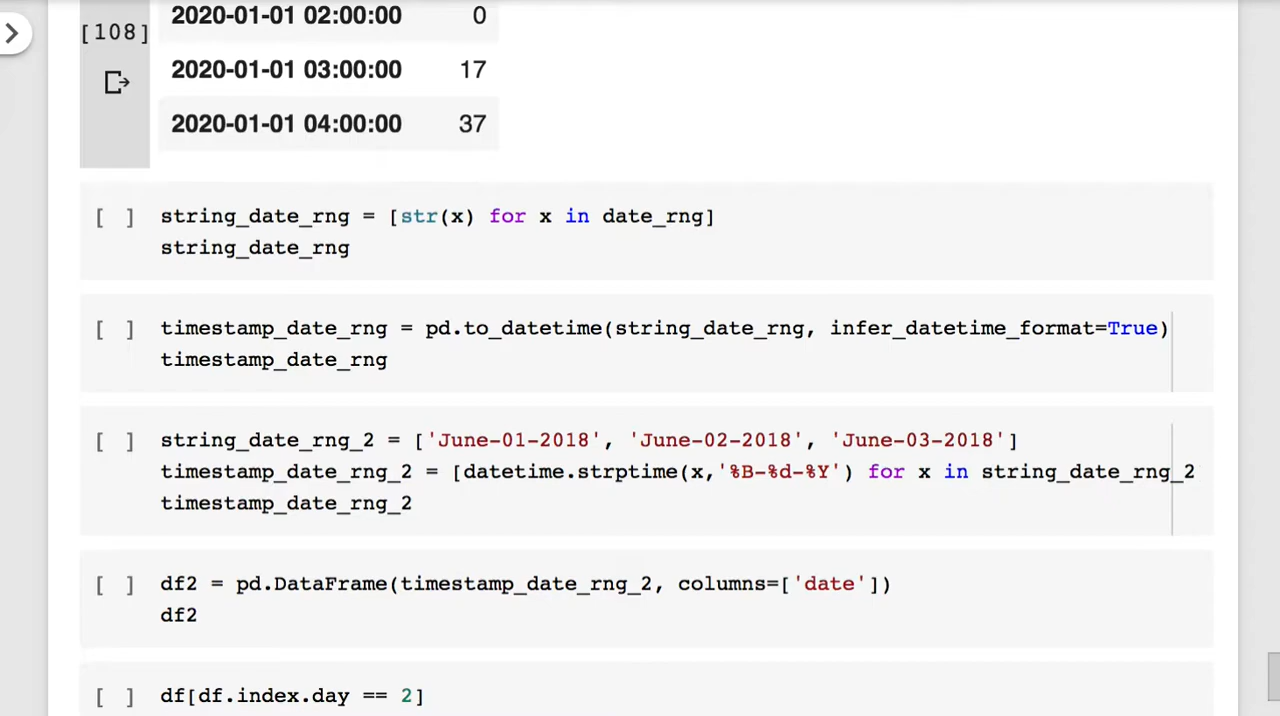 2020-01-01 02:00:00 0
[108]
2020-01-01 03:00:00 17
2020-01-01 04:00:00 37
[ ] string_date_rng = [str(x) for x in date_rng]
string_date_rng
[ ] timestamp_date_rng = pd.to_datetime(string_date_rng, infer_datetime_format=True)
timestamp_date_rng
[ ] string_date_rng_2 = ['June-01-2018', 'June-02-2018', 'June-03-2018']
timestamp_date_rng_2 = [datetime.strptime(x,'%B-%d-%Y') for x in string_date_rng_2
timestamp_date_rng_2
[ ] df2 = pd.DataFrame(timestamp_date_rng_2, columns=['date'])
df2
[ ] df[df.index.day == 2]